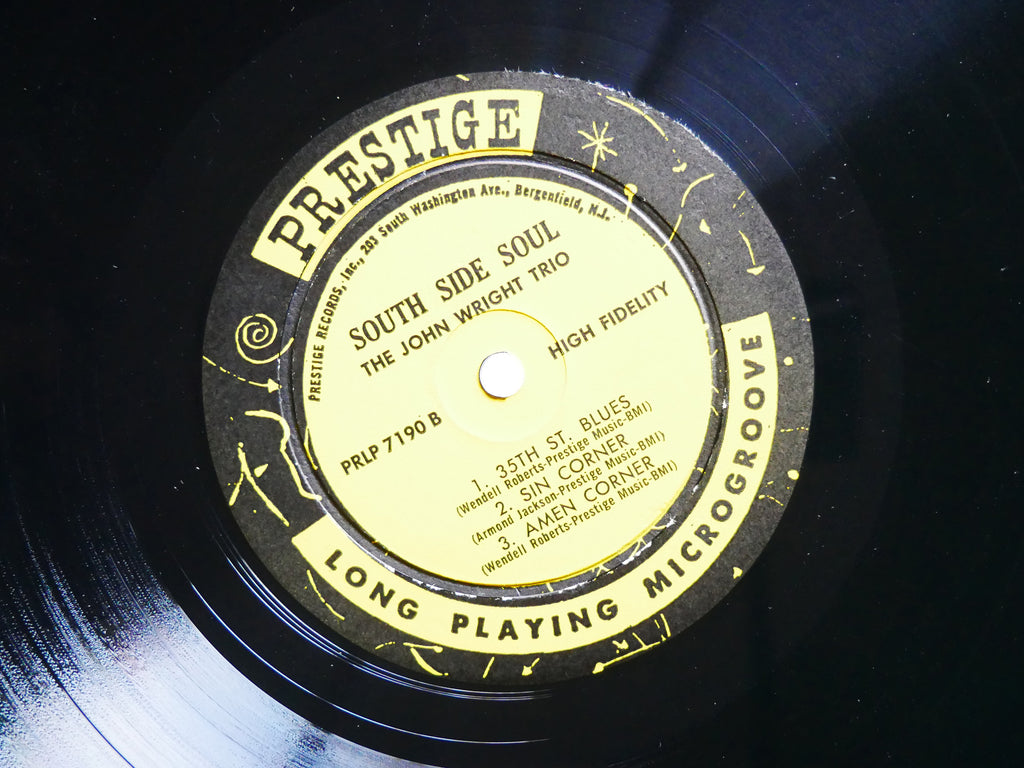 PRESTIGE
PRESTIGE RECORDS, Inc., 203 South Washington Ave., Bergenfield, N.J.
SOUTH SIDE SOUL
THE JOHN WRIGHT TRIO
HIGH FIDELITY
PRLP 7190 B
1. 35TH ST. BLUES
(Wendell Roberts-Prestige Music-BMI)
2. SIN CORNER
(Armond Jackson-Prestige Music-BMI)
3. AMEN CORNER
(Wendell Roberts-Prestige Music-BMI)
LONG PLAYING MICROGROOVE